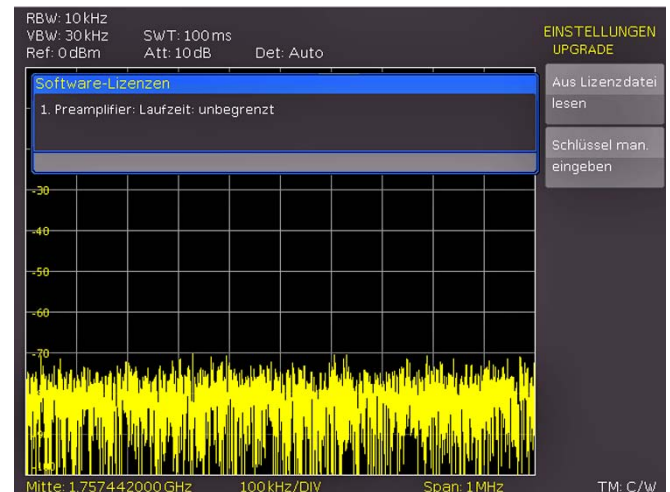 RBW: 10 kHz
VBW: 30 kHz SWT: 100 ms
Ref: 0 dBm Att: 10 dB Det: Auto
EINSTELLUNGEN
UPGRADE
Software-Lizenzen
1. Preamplifier: Laufzeit: unbegrenzt
Aus Lizenzdatei
lesen
Schlüssel man.
eingeben
-30
-40
-50
-60
-70
Mitte: 1.757442000 GHz 100 kHz/DIV Span: 1 MHz TM: C/W